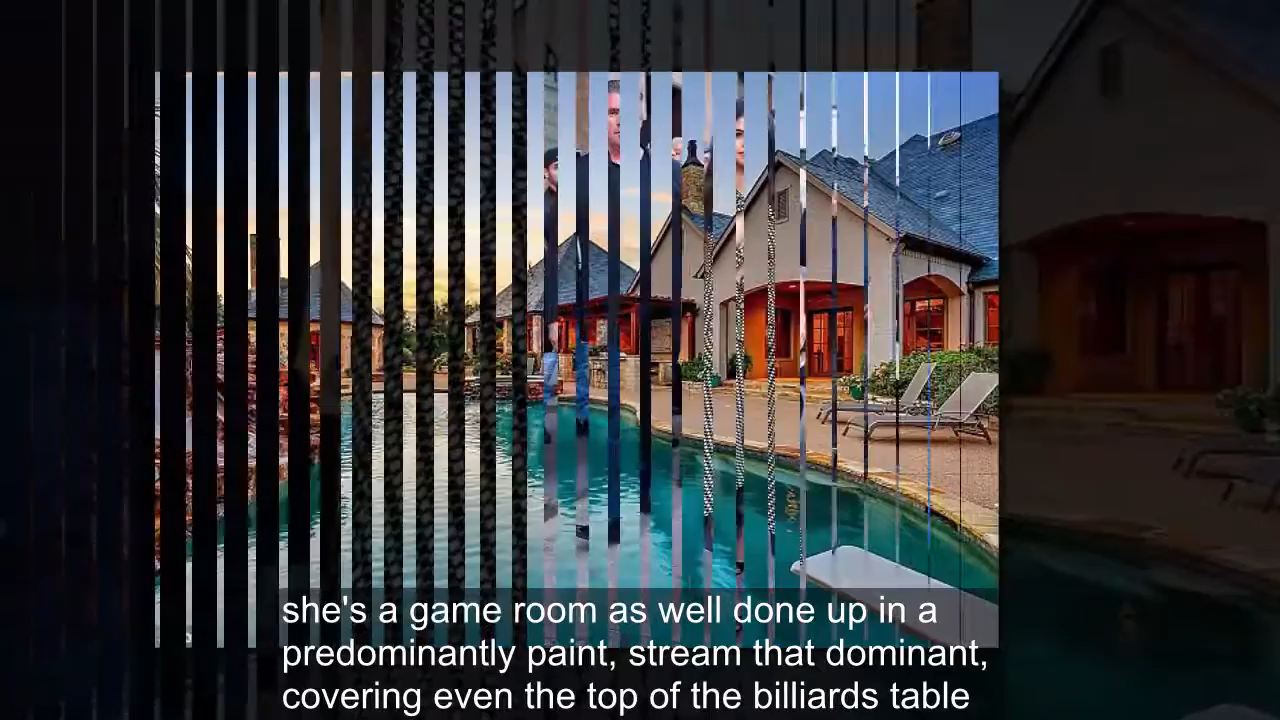 she's a game room as well done up in a
predominantly paint, stream that dominant,
covering even the top of the billiards table